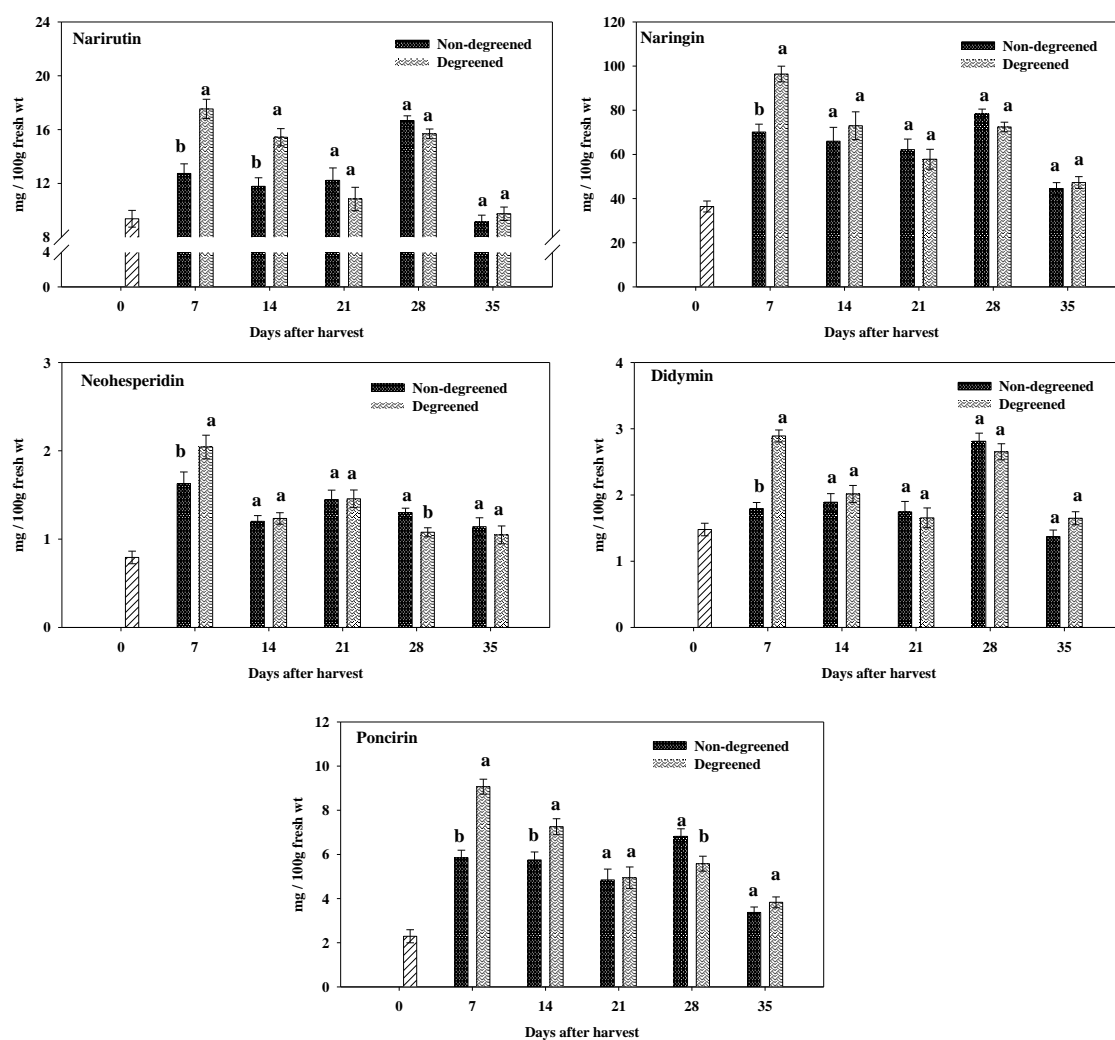 Narirutin
Non-degreened
Degreened
mg / 100g fresh wt
24
20
16
12
8
4
0
a
b
a
b
a
a
a
a
a
a
0 7 14 21 28 35
Days after harvest
Naringin
Non-degreened
Degreened
mg / 100g fresh wt
120
100
80
60
40
20
0
a
b
a
a
a
a
a
a
a
a
0 7 14 21 28 35
Days after harvest
Neohesperidin
Non-degreened
Degreened
mg / 100g fresh wt
3
2
1
0
a
b
a
a
a
a
a
b
a
a
0 7 14 21 28 35
Days after harvest
Didymin
Non-degreened
Degreened
mg / 100g fresh wt
4
3
2
1
0
a
b
a
a
a
a
a
a
a
a
0 7 14 21 28 35
Days after harvest
Poncirin
Non-degreened
Degreened
mg / 100g fresh wt
12
10
8
6
4
2
0
a
b
a
b
a
a
a
b
a
a
0 7 14 21 28 35
Days after harvest